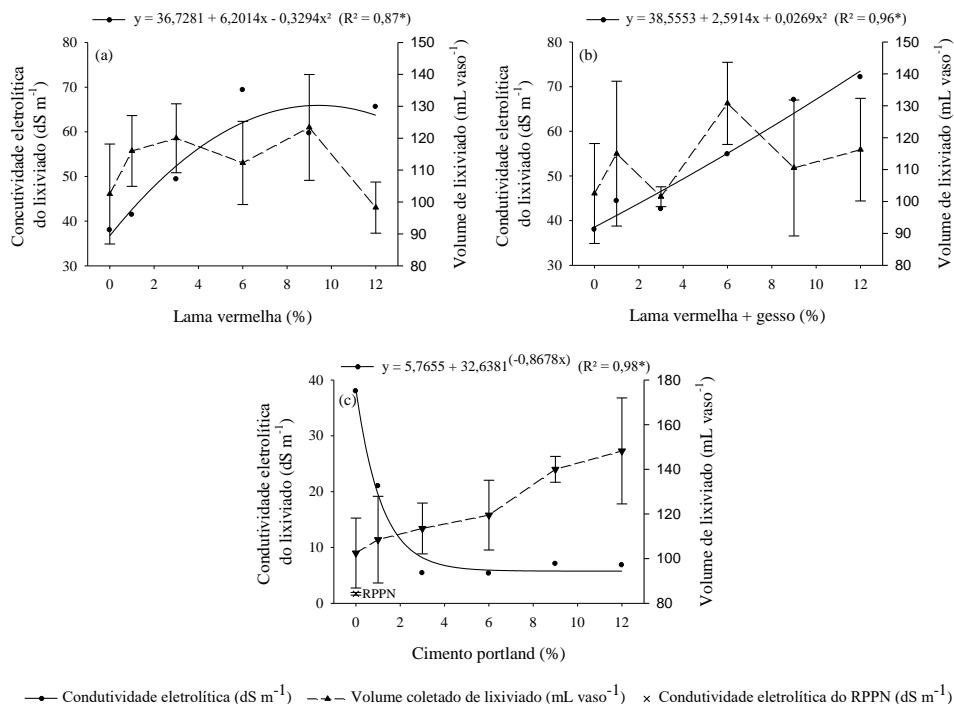 y = 36,7281 + 6,2014x - 0,3294x² (R² = 0,87*)
(a)
Concutividade eletrolítica
do lixiviado (dS m⁻¹)
80
70
60
50
40
30
150
140
130
120
110
100
90
80
Volume de lixiviado (mL vaso⁻¹)
0 2 4 6 8 10 12
Lama vermelha (%)
y = 38,5553 + 2,5914x + 0,0269x² (R² = 0,96*)
(b)
Condutividade eletrolítica
do lixiviado (dS m⁻¹)
80
70
60
50
40
30
150
140
130
120
110
100
90
80
Volume de lixiviado (mL vaso⁻¹)
0 2 4 6 8 10 12
Lama vermelha + gesso (%)
y = 5,7655 + 32,6381⁽⁻⁰,⁸⁶⁷⁸ˣ⁾ (R² = 0,98*)
(c)
Condutividade eletrolítica
do lixiviado (dS m⁻¹)
40
30
20
10
0
180
160
140
120
100
80
Volume de lixiviado (mL vaso⁻¹)
RPPN
0 2 4 6 8 10 12
Cimento portland (%)
Condutividade eletrolítica (dS m⁻¹) Volume coletado de lixiviado (mL vaso⁻¹) × Condutividade eletrolítica do RPPN (dS m⁻¹)